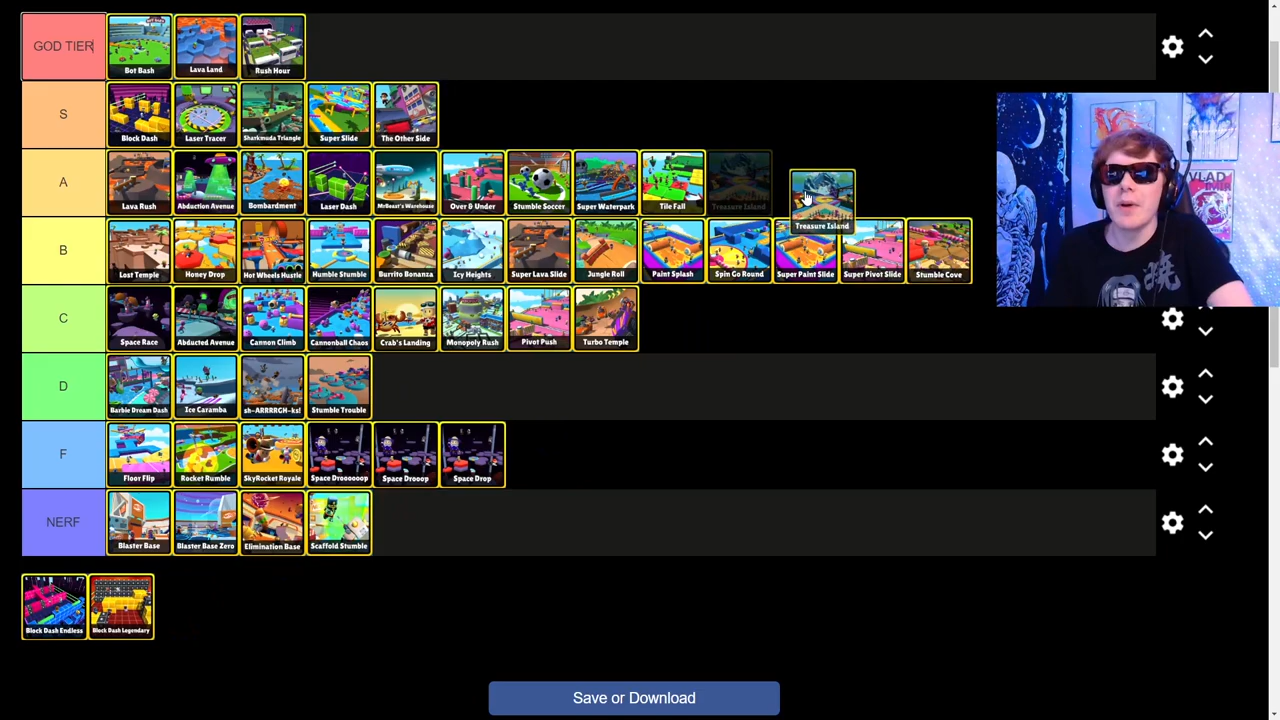 GOD TIER
Bot Bash
Lava Land
Rush Hour
S
Block Dash
Laser Tracer
Sharkmuda Triangle
Super Slide
The Other Side
A
Lava Rush
Abduction Avenue
Bombardment
Laser Dash
MrBeast's Warehouse
Over & Under
Stumble Soccer
Super Waterpark
Tile Fall
Treasure Island
Treasure Island
B
Lost Temple
Honey Drop
Hot Wheels Hustle
Humble Stumble
Burrito Bonanza
Icy Heights
Super Lava Slide
Jungle Roll
Paint Splash
Spin Go Round
Super Paint Slide
Super Pivot Slide
Stumble Cove
C
Space Race
Abducted Avenue
Cannon Climb
Cannonball Chaos
Crab's Landing
Monopoly Rush
Pivot Push
Turbo Temple
D
Barbie Dream Dash
Ice Caramba
sh-ARRRRGH-ks!
Stumble Trouble
F
Floor Flip
Rocket Rumble
SkyRocket Royale
Space Droooooop
Space Drooop
Space Drop
NERF
Blaster Base
Blaster Base Zero
Elimination Base
Scaffold Stumble
Block Dash Endless
Block Dash Legendary
Save or Download